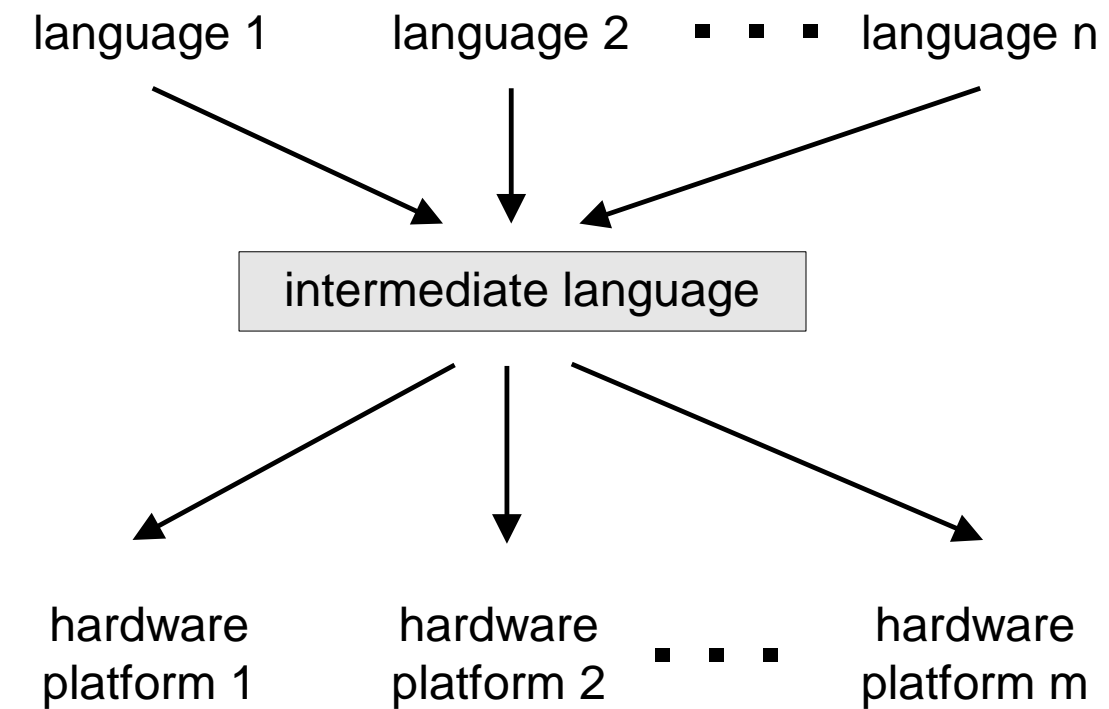 language 1 language 2 ▪ ▪ ▪ language n
intermediate language
hardware hardware hardware
platform 1 platform 2 ▪ ▪ ▪ platform m